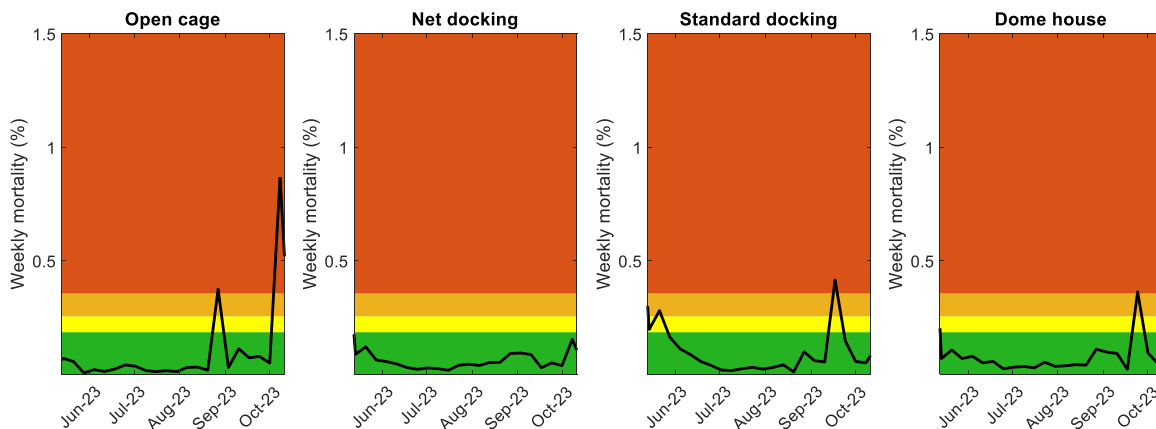 Open cage
Net docking
Standard docking
Dome house
Weekly mortality (%)
1.5
1
0.5
Jun-23
Jul-23
Aug-23
Sep-23
Oct-23
Weekly mortality (%)
1.5
1
0.5
Jun-23
Jul-23
Aug-23
Sep-23
Oct-23
Weekly mortality (%)
1.5
1
0.5
Jun-23
Jul-23
Aug-23
Sep-23
Oct-23
Weekly mortality (%)
1.5
1
0.5
Jun-23
Jul-23
Aug-23
Sep-23
Oct-23